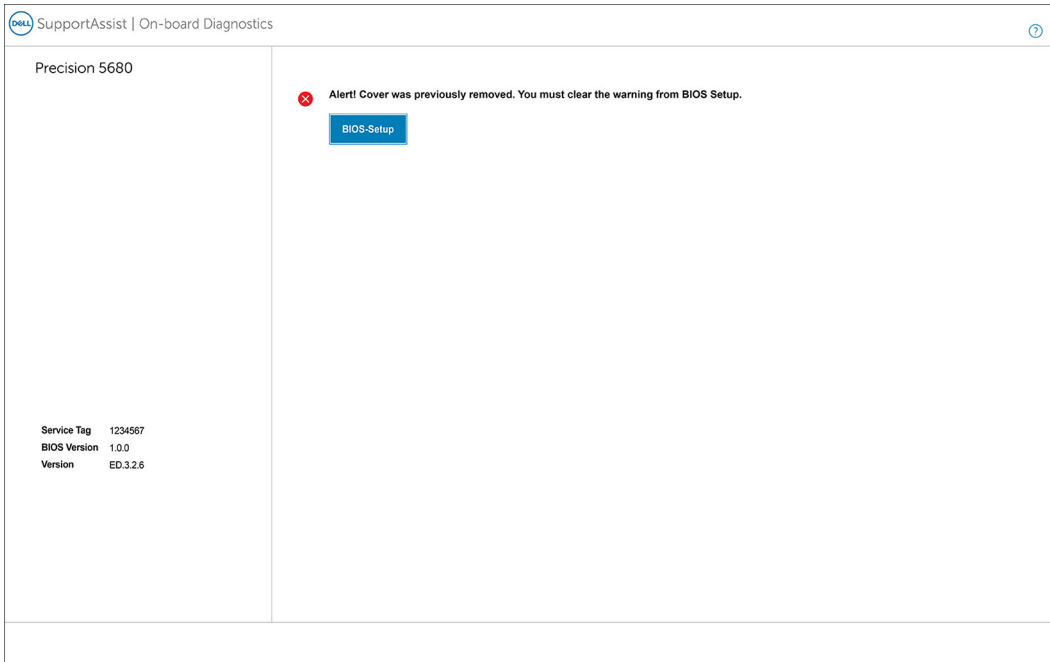 DELL SupportAssist | On-board Diagnostics
?
Precision 5680
Alert! Cover was previously removed. You must clear the warning from BIOS Setup.
BIOS-Setup
Service Tag 1234567
BIOS Version 1.0.0
Version ED.3.2.6